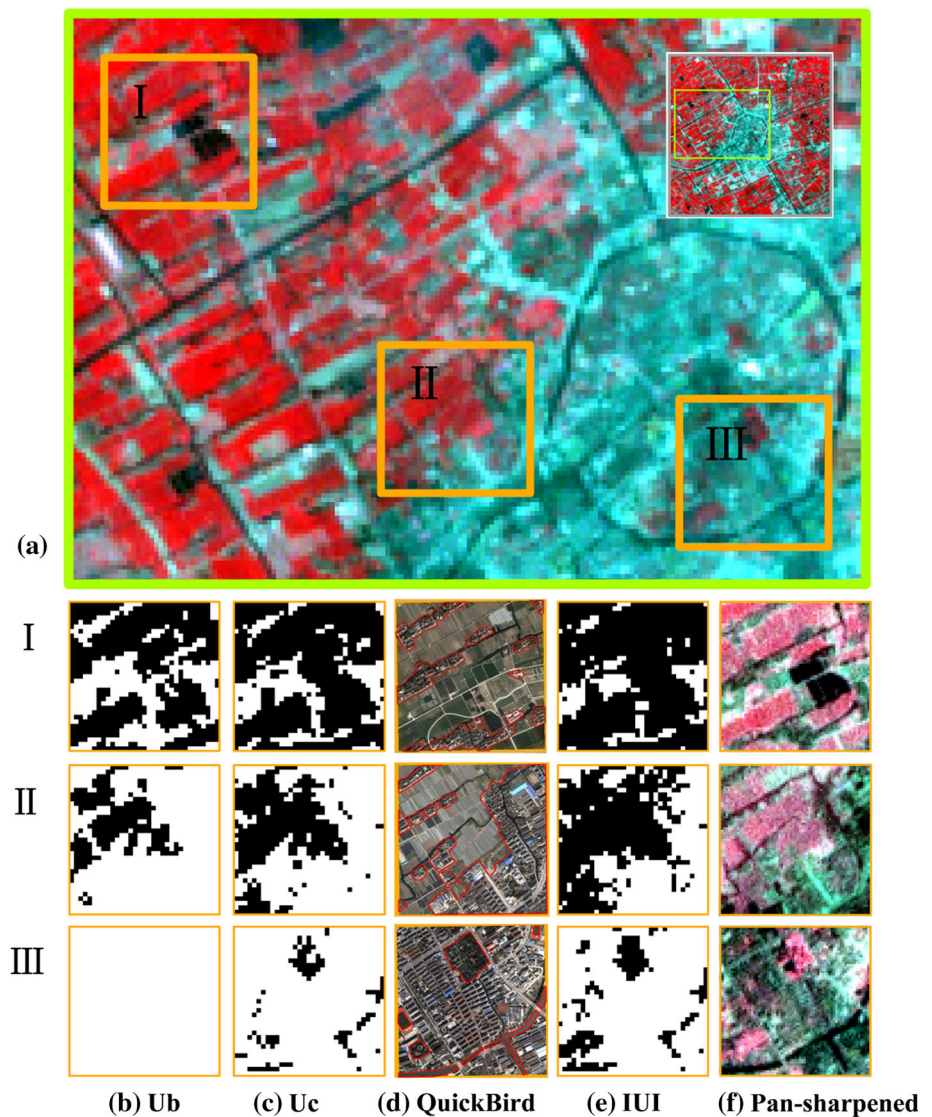 I
II
III
(a)
I
II
III
(b) Ub (c) Uc (d) QuickBird (e) IUI (f) Pan-sharpened